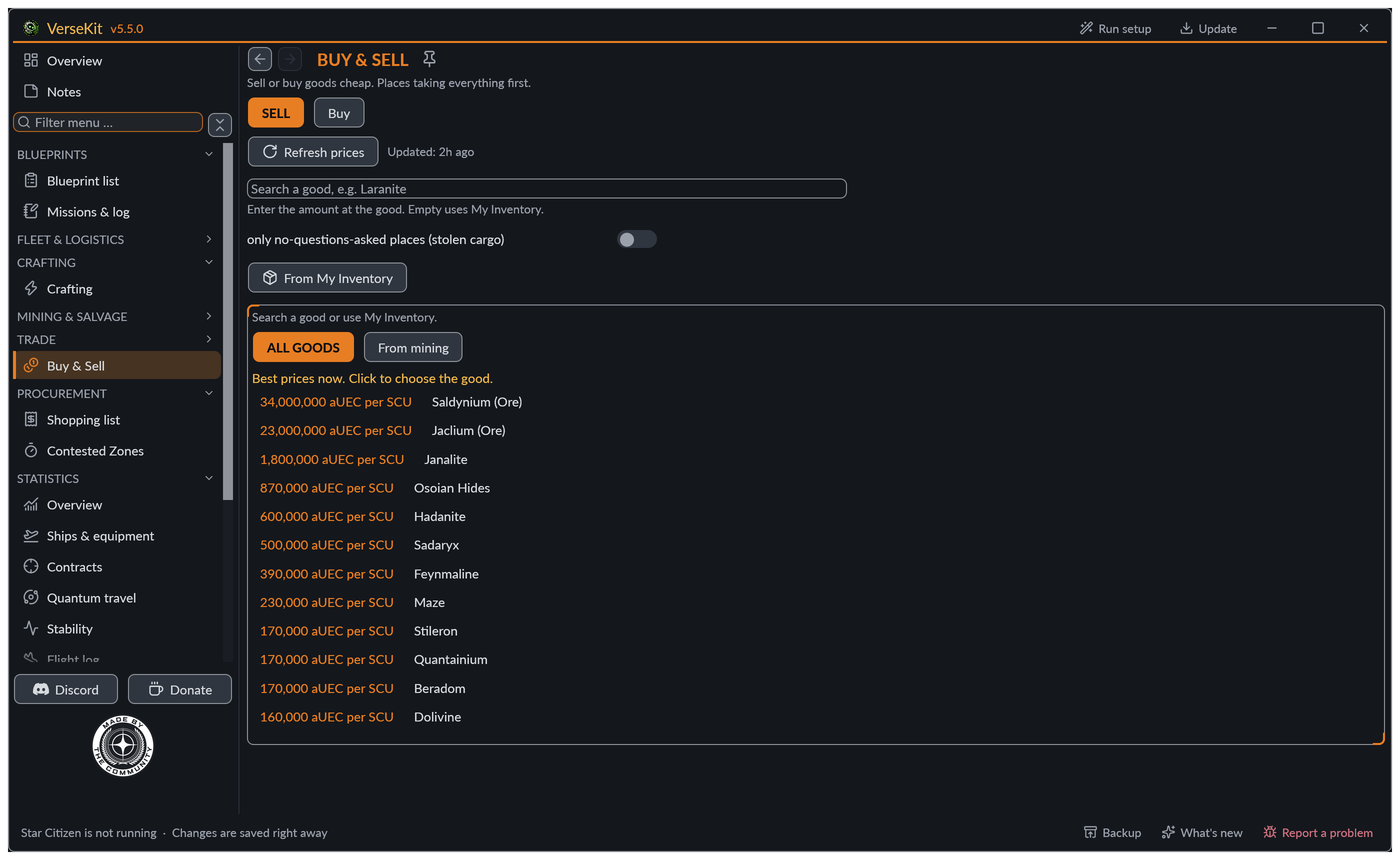 VerseKit v5.5.0
Run setup
Update
Overview
Notes
Filter menu ...
BLUEPRINTS
Blueprint list
Missions & log
FLEET & LOGISTICS
CRAFTING
Crafting
MINING & SALVAGE
TRADE
Buy & Sell
PROCUREMENT
Shopping list
Contested Zones
STATISTICS
Overview
Ships & equipment
Contracts
Quantum travel
Stability
Flight log
Discord
Donate
MADE BY
THE COMMUNITY
BUY & SELL
Sell or buy goods cheap. Places taking everything first.
SELL
Buy
Refresh prices
Updated: 2h ago
Search a good, e.g. Laranite
Enter the amount at the good. Empty uses My Inventory.
only no-questions-asked places (stolen cargo)
From My Inventory
Search a good or use My Inventory.
ALL GOODS
From mining
Best prices now. Click to choose the good.
34,000,000 aUEC per SCU Saldynium (Ore)
23,000,000 aUEC per SCU Jaclium (Ore)
1,800,000 aUEC per SCU Janalite
870,000 aUEC per SCU Osoian Hides
600,000 aUEC per SCU Hadanite
500,000 aUEC per SCU Sadaryx
390,000 aUEC per SCU Feynmaline
230,000 aUEC per SCU Maze
170,000 aUEC per SCU Stileron
170,000 aUEC per SCU Quantainium
170,000 aUEC per SCU Beradom
160,000 aUEC per SCU Dolivine
Star Citizen is not running · Changes are saved right away
Backup
What's new
Report a problem